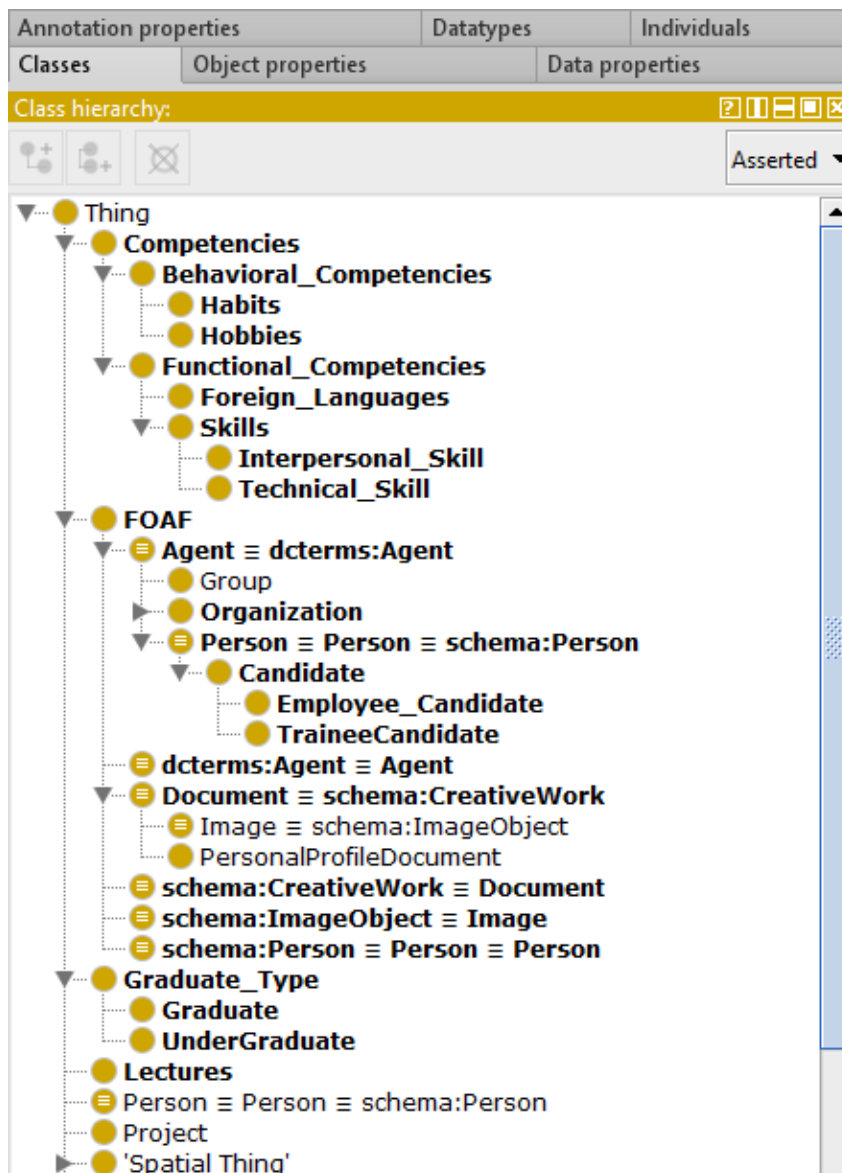 Annotation properties Datatypes Individuals
Classes Object properties Data properties
Class hierarchy:
Asserted
Thing
Competencies
Behavioral_Competencies
Habits
Hobbies
Functional_Competencies
Foreign_Languages
Skills
Interpersonal_Skill
Technical_Skill
FOAF
Agent ≡ dcterms:Agent
Group
Organization
Person ≡ Person ≡ schema:Person
Candidate
Employee_Candidate
TraineeCandidate
dcterms:Agent ≡ Agent
Document ≡ schema:CreativeWork
Image ≡ schema:ImageObject
PersonalProfileDocument
schema:CreativeWork ≡ Document
schema:ImageObject ≡ Image
schema:Person ≡ Person ≡ Person
Graduate_Type
Graduate
UnderGraduate
Lectures
Person ≡ Person ≡ schema:Person
Project
'Spatial Thing'